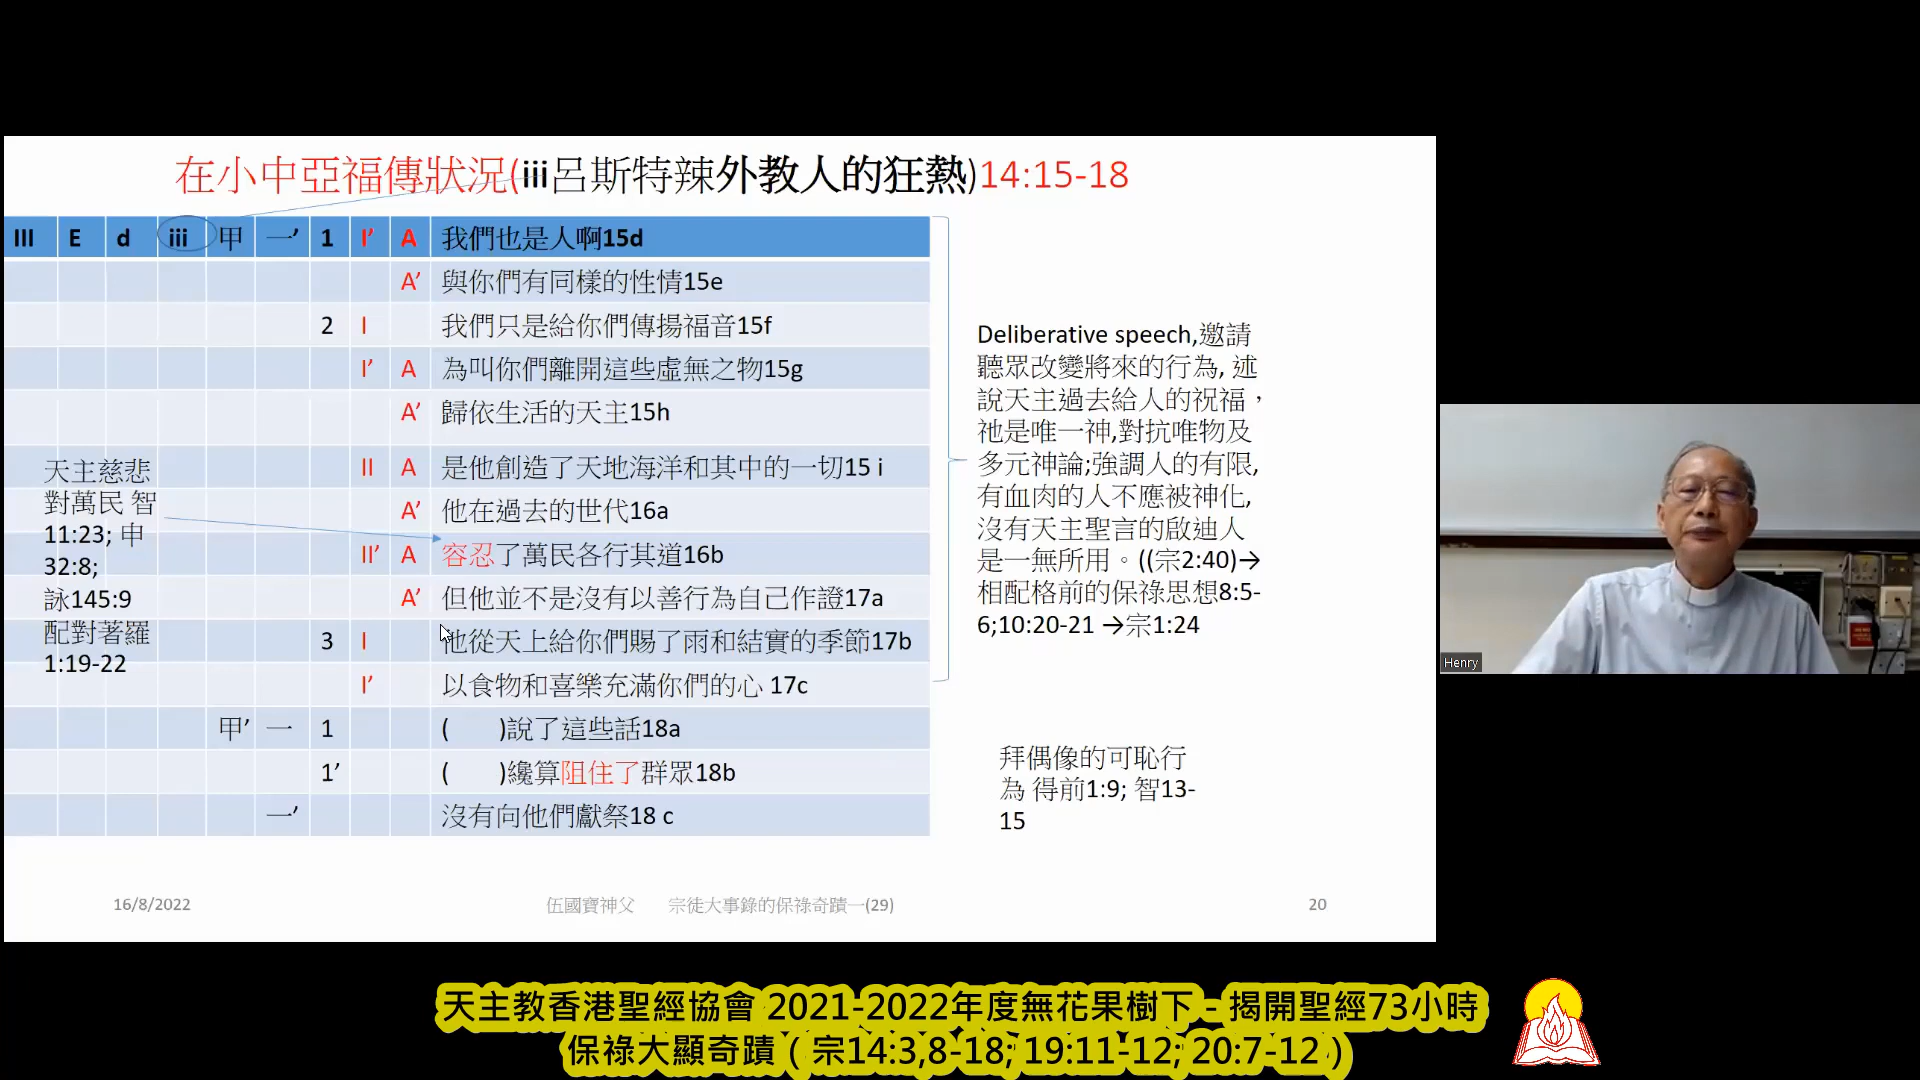 在小中亞福傳狀況(iii呂斯特辣外教人的狂熱)14:15-18
III E d iii 甲 一’ 1 I’ A 我們也是人啊15d
A’ 與你們有同樣的性情15e
2 I 我們只是給你們傳揚福音15f
I’ A 為叫你們離開這些虛無之物15g
A’ 歸依生活的天主15h
II A 是他創造了天地海洋和其中的一切15 i
A’ 他在過去的世代16a
II’ A 容忍了萬民各行其道16b
A’ 但他並不是沒有以善行為自己作證17a
3 I 他從天上給你們賜了雨和結實的季節17b
I’ 以食物和喜樂充滿你們的心 17c
甲’ 一 1 ( )說了這些話18a
1’ ( )纔算阻住了群眾18b
一’ 沒有向他們獻祭18 c
天主慈悲
對萬民 智
11:23; 申
32:8;
詠145:9
配對著羅
1:19-22
Deliberative speech,邀請
聽眾改變將來的行為, 述
說天主過去給人的祝福，
祂是唯一神,對抗唯物及
多元神論;強調人的有限,
有血肉的人不應被神化,
沒有天主聖言的啟迪人
是一無所用。((宗2:40)→
相配格前的保祿思想8:5-
6;10:20-21 →宗1:24
拜偶像的可恥行
為 得前1:9; 智13-
15
16/8/2022 伍國寶神父 宗徒大事錄的保祿奇蹟一(29) 20
Henry
天主教香港聖經協會 2021-2022年度無花果樹下 - 揭開聖經73小時
保祿大顯奇蹟（宗14:3,8-18; 19:11-12; 20:7-12）